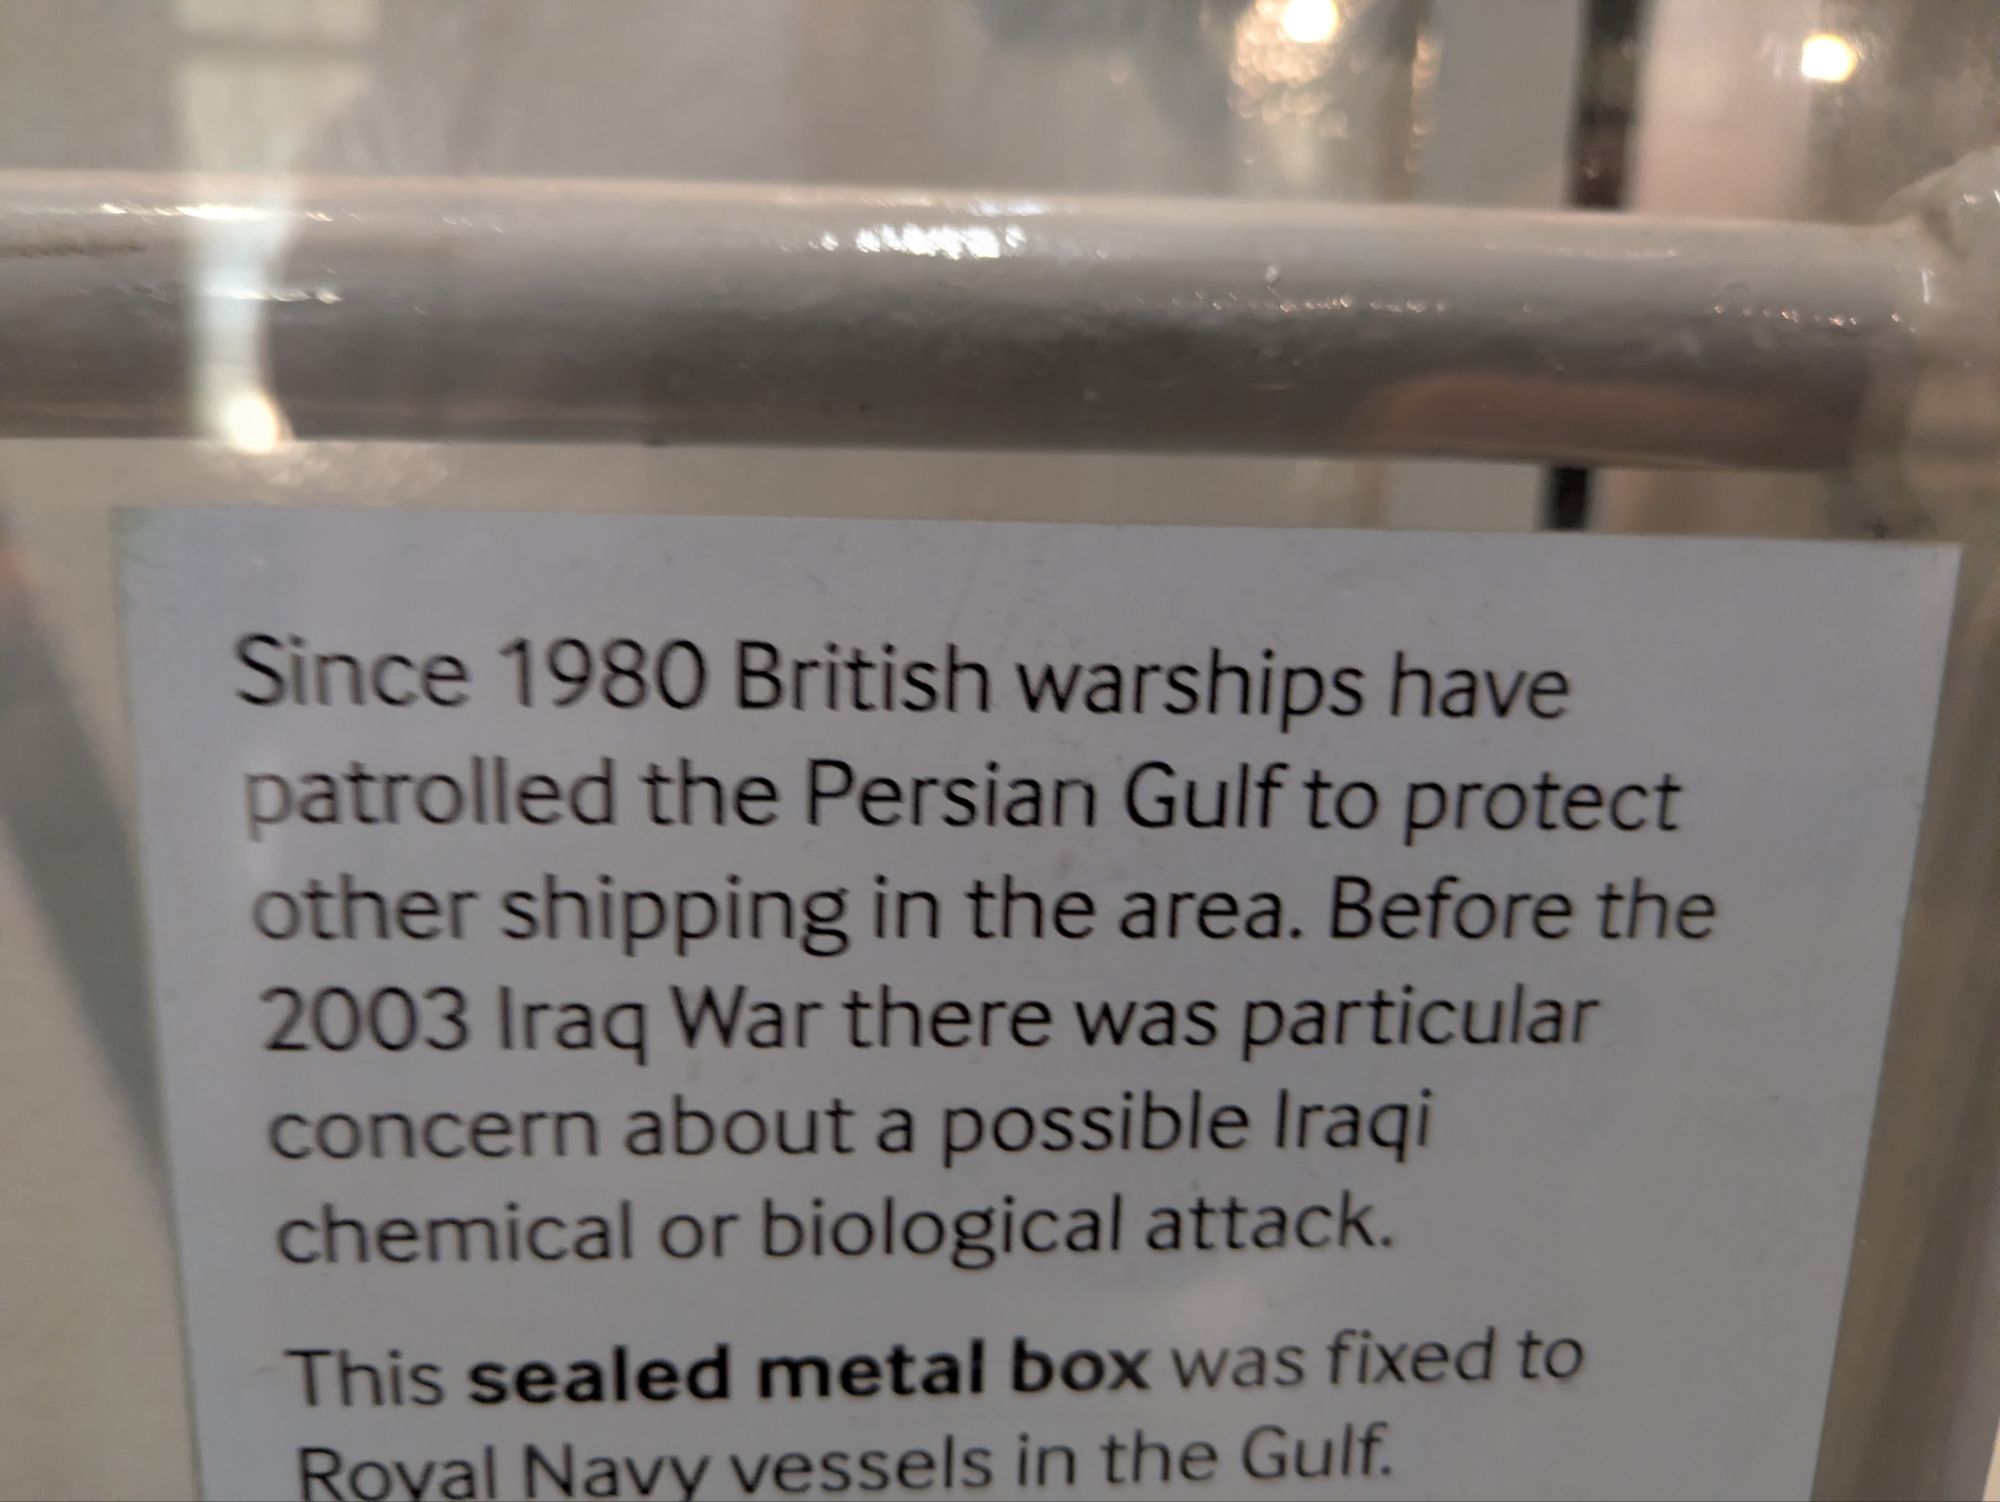 Since 1980 British warships have
patrolled the Persian Gulf to protect
other shipping in the area. Before the
2003 Iraq War there was particular
concern about a possible Iraqi
chemical or biological attack.
This sealed metal box was fixed to
Royal Navy vessels in the Gulf.